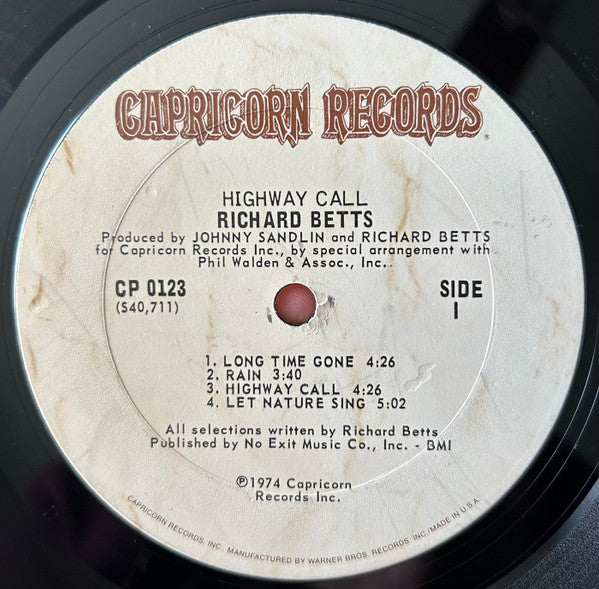 CAPRICORN RECORDS®
HIGHWAY CALL
RICHARD BETTS
Produced by JOHNNY SANDLIN and RICHARD BETTS
for Capricorn Records Inc., by special arrangement with
Phil Walden & Assoc., Inc.
CP 0123
(S40,711)
SIDE
1
1. LONG TIME GONE 4:26
2. RAIN 3:40
3. HIGHWAY CALL 4:26
4. LET NATURE SING 5:02
All selections written by Richard Betts
Published by No Exit Music Co., Inc. - BMI
℗1974 Capricorn
Records Inc.
CAPRICORN RECORDS, INC. MANUFACTURED BY WARNER BROS. RECORDS INC./MADE IN U.S.A.